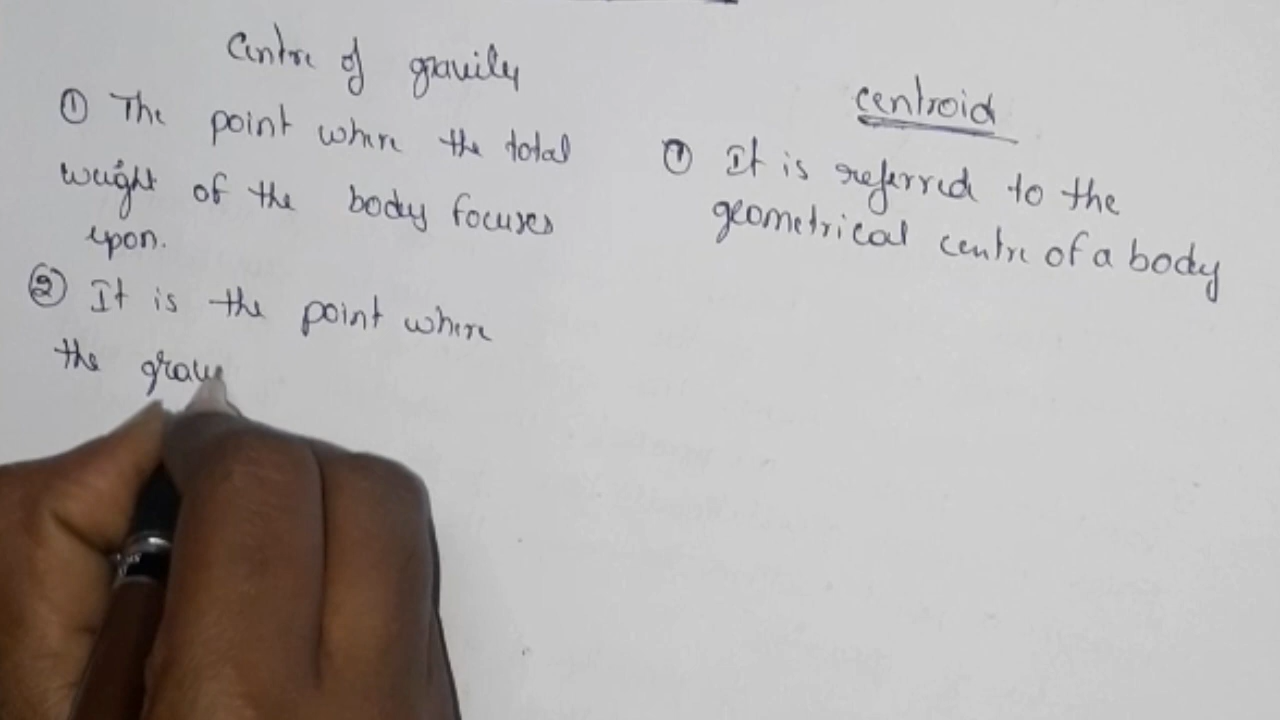 Centre of gravity
① The point where the total
weight of the body focuses
upon.
② It is the point where
the grav
centroid
① It is referred to the
geometrical centre of a body